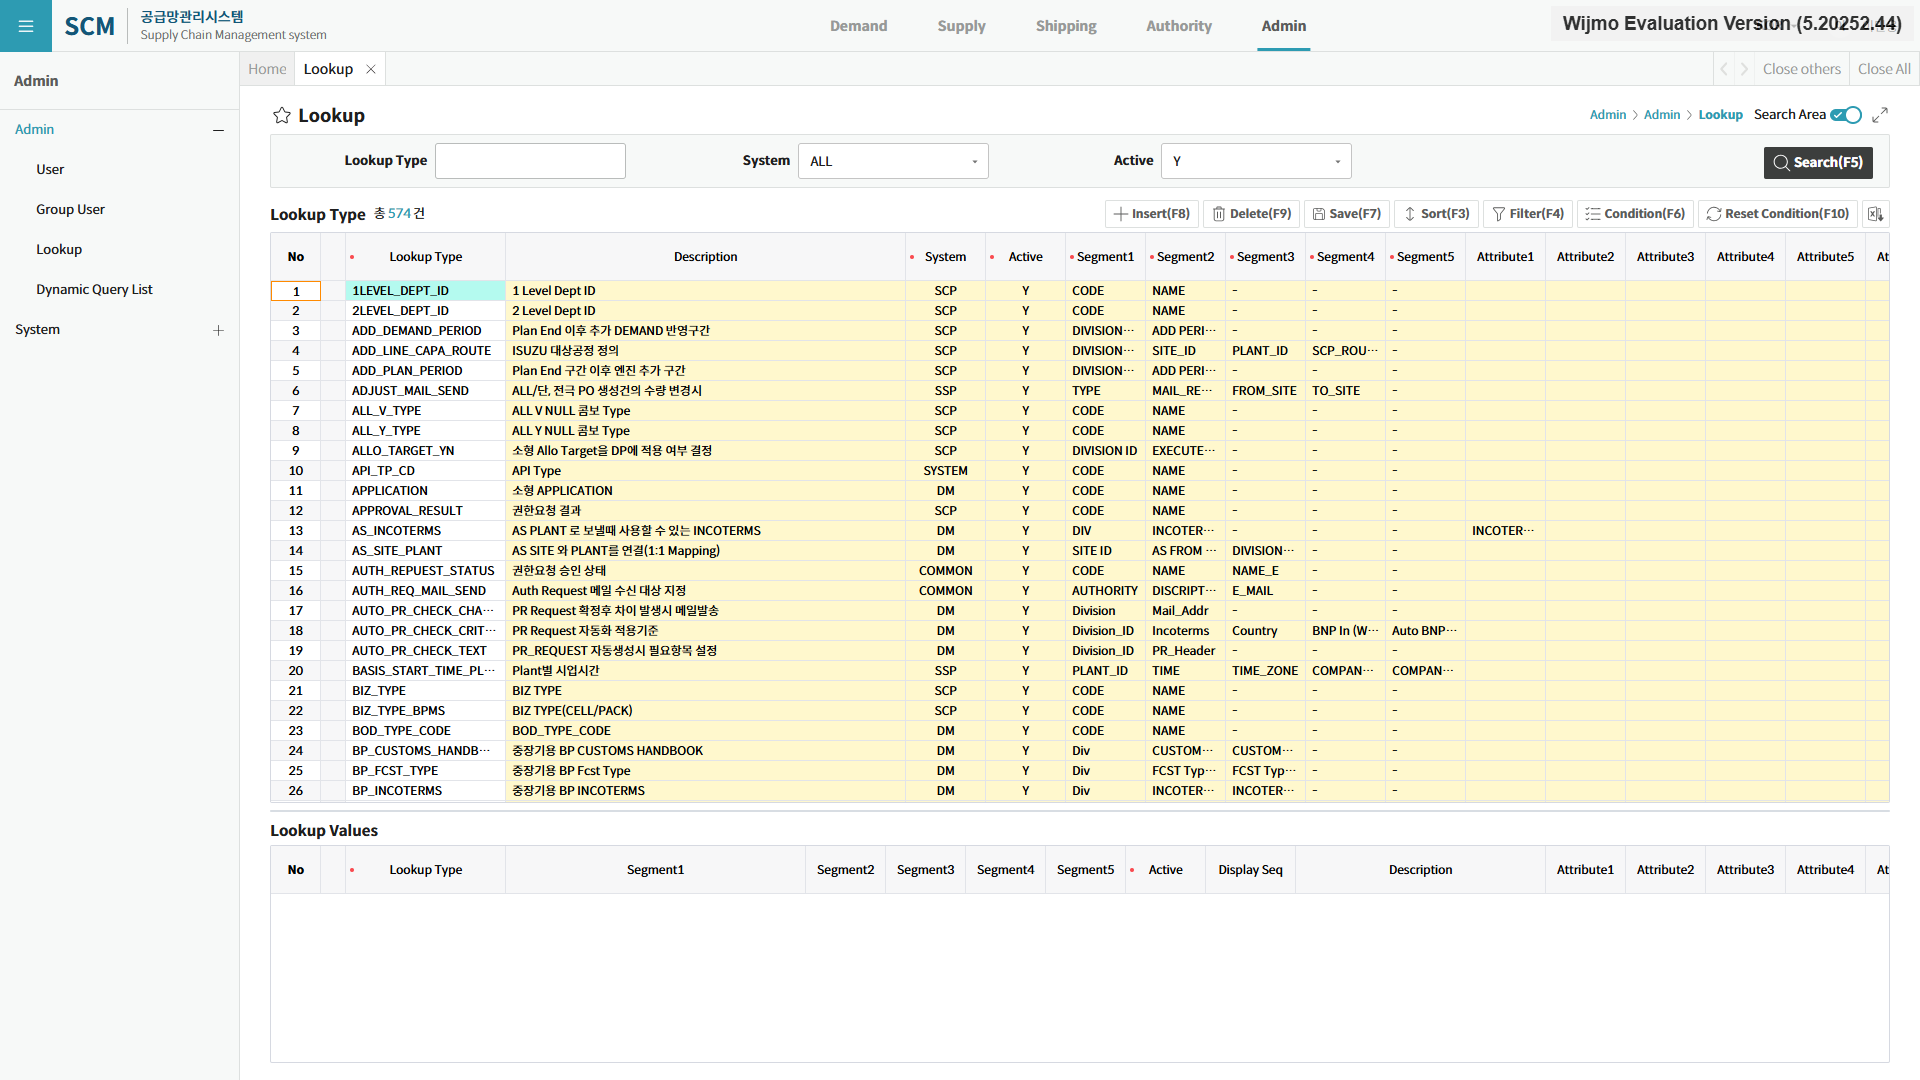 SCM 공급망관리시스템 Supply Chain Management system
Demand Supply Shipping Authority Admin
Wijmo Evaluation Version (5.20252.44)
Admin
Home Lookup Close others Close All
Admin
User
Group User
Lookup
Dynamic Query List
System
Lookup
Admin > Admin > Lookup Search Area
Lookup Type System ALL Active Y Search(F5)
Lookup Type 총 574 건 Insert(F8) Delete(F9) Save(F7) Sort(F3) Filter(F4) Condition(F6) Reset Condition(F10)
No Lookup Type Description System Active Segment1 Segment2 Segment3 Segment4 Segment5 Attribute1 Attribute2 Attribute3 Attribute4 Attribute5 At
1 1LEVEL_DEPT_ID 1 Level Dept ID SCP Y CODE NAME - - -
2 2LEVEL_DEPT_ID 2 Level Dept ID SCP Y CODE NAME - - -
3 ADD_DEMAND_PERIOD Plan End 이후 추가 DEMAND 반영구간 SCP Y DIVISION… ADD PERI… - - -
4 ADD_LINE_CAPA_ROUTE ISUZU 대상공정 정의 SCP Y DIVISION… SITE_ID PLANT_ID SCP_ROU… -
5 ADD_PLAN_PERIOD Plan End 구간 이후 엔진 추가 구간 SCP Y DIVISION… ADD PERI… - - -
6 ADJUST_MAIL_SEND ALL/단, 전극 PO 생성건의 수량 변경시 SSP Y TYPE MAIL_RE… FROM_SITE TO_SITE -
7 ALL_V_TYPE ALL V NULL 콤보 Type SCP Y CODE NAME - - -
8 ALL_Y_TYPE ALL Y NULL 콤보 Type SCP Y CODE NAME - - -
9 ALLO_TARGET_YN 소형 Allo Target을 DP에 적용 여부 결정 SCP Y DIVISION ID EXECUTE… - - -
10 API_TP_CD API Type SYSTEM Y CODE NAME - - -
11 APPLICATION 소형 APPLICATION DM Y CODE NAME - - -
12 APPROVAL_RESULT 권한요청 결과 SCP Y CODE NAME - - -
13 AS_INCOTERMS AS PLANT 로 보낼때 사용할 수 있는 INCOTERMS DM Y DIV INCOTER… - - - INCOTER…
14 AS_SITE_PLANT AS SITE 와 PLANT를 연결(1:1 Mapping) DM Y SITE ID AS FROM … DIVISION… - -
15 AUTH_REPUEST_STATUS 권한요청 승인 상태 COMMON Y CODE NAME NAME_E - -
16 AUTH_REQ_MAIL_SEND Auth Request 메일 수신 대상 지정 COMMON Y AUTHORITY DISCRIPT… E_MAIL - -
17 AUTO_PR_CHECK_CHA… PR Request 확정후 차이 발생시 메일발송 DM Y Division Mail_Addr - - -
18 AUTO_PR_CHECK_CRIT… PR Request 자동화 적용기준 DM Y Division_ID Incoterms Country BNP In (W… Auto BNP…
19 AUTO_PR_CHECK_TEXT PR_REQUEST 자동생성시 필요항목 설정 DM Y Division_ID PR_Header - - -
20 BASIS_START_TIME_PL… Plant별 시업시간 SSP Y PLANT_ID TIME TIME_ZONE COMPAN… COMPAN…
21 BIZ_TYPE BIZ TYPE SCP Y CODE NAME - - -
22 BIZ_TYPE_BPMS BIZ TYPE(CELL/PACK) SCP Y CODE NAME - - -
23 BOD_TYPE_CODE BOD_TYPE_CODE DM Y CODE NAME - - -
24 BP_CUSTOMS_HANDB… 중장기용 BP CUSTOMS HANDBOOK DM Y Div CUSTOM… CUSTOM… - -
25 BP_FCST_TYPE 중장기용 BP Fcst Type DM Y Div FCST Typ… FCST Typ… - -
26 BP_INCOTERMS 중장기용 BP INCOTERMS DM Y Div INCOTER… INCOTER… - -
Lookup Values
No Lookup Type Segment1 Segment2 Segment3 Segment4 Segment5 Active Display Seq Description Attribute1 Attribute2 Attribute3 Attribute4 At